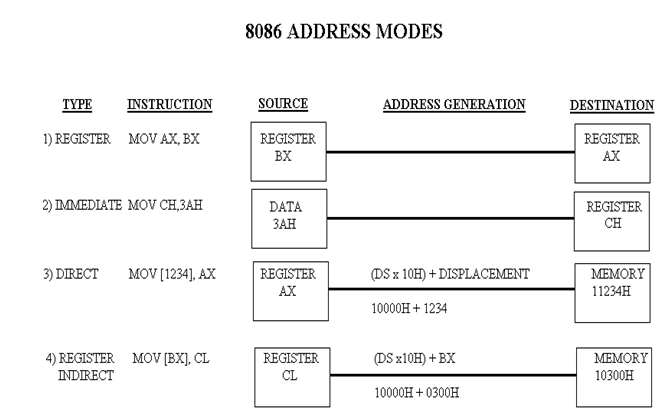 8086 ADDRESS MODES
TYPE INSTRUCTION SOURCE ADDRESS GENERATION DESTINATION
1) REGISTER MOV AX, BX REGISTER REGISTER
BX AX
2) IMMEDIATE MOV CH,3AH DATA REGISTER
3AH CH
3) DIRECT MOV [1234], AX REGISTER (DS x 10H) + DISPLACEMENT MEMORY
AX 11234H
10000H + 1234
4) REGISTER MOV [BX], CL REGISTER (DS x10H) + BX MEMORY
INDIRECT CL 10300H
10000H + 0300H